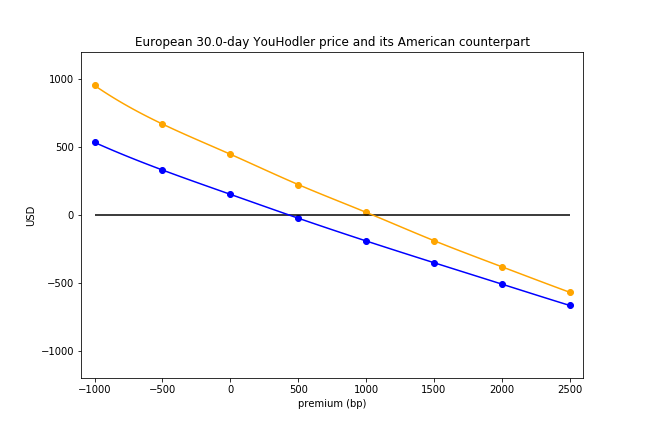 European 30.0-day YouHodler price and its American counterpart
1000
500
0
−500
−1000
USD
−1000 −500 0 500 1000 1500 2000 2500
premium (bp)